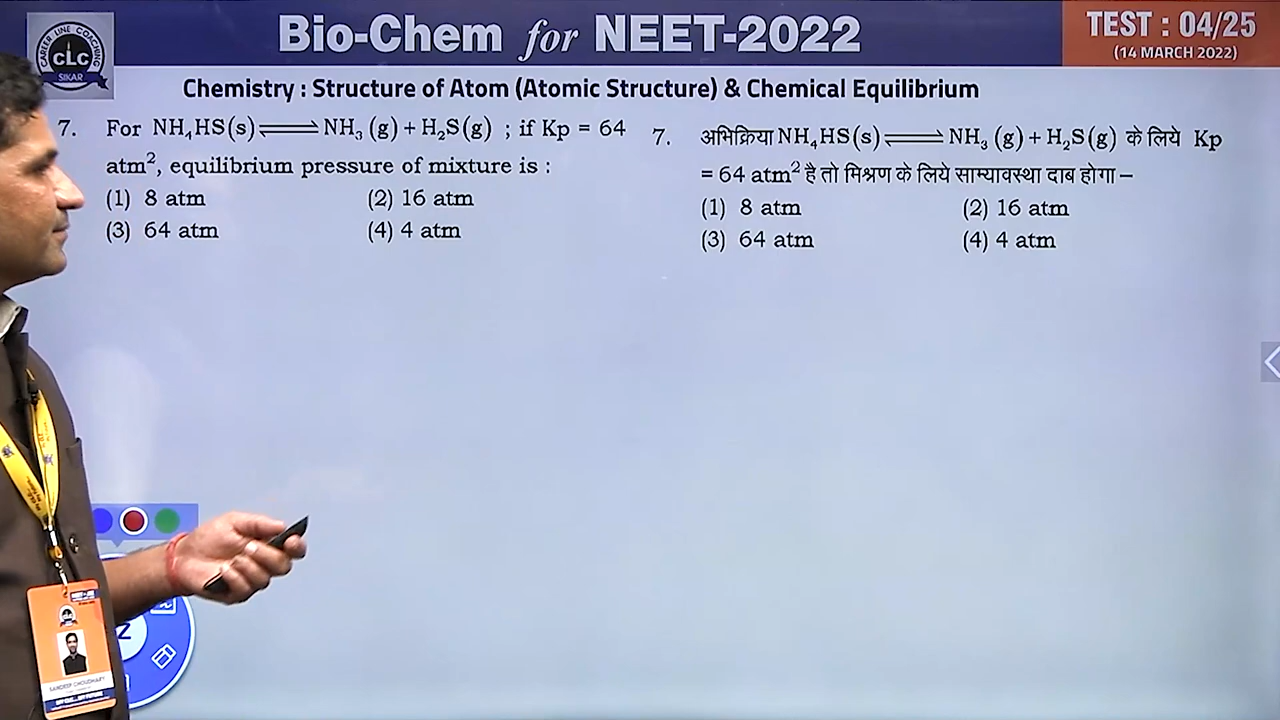 Bio-Chem for NEET-2022
TEST : 04/25
(14 MARCH 2022)
CAREER LINE COACHING
CLC
SIKAR
Chemistry : Structure of Atom (Atomic Structure) & Chemical Equilibrium
7. For NH₄HS(s) ⇌ NH₃ (g) + H₂S(g) ; if Kp = 64
atm², equilibrium pressure of mixture is :
(1) 8 atm (2) 16 atm
(3) 64 atm (4) 4 atm
7. अभिक्रिया NH₄HS(s) ⇌ NH₃ (g) + H₂S(g) के लिये Kp
= 64 atm² है तो मिश्रण के लिये साम्यावस्था दाब होगा –
(1) 8 atm (2) 16 atm
(3) 64 atm (4) 4 atm
Z
SANDEEP CHOUDHARY